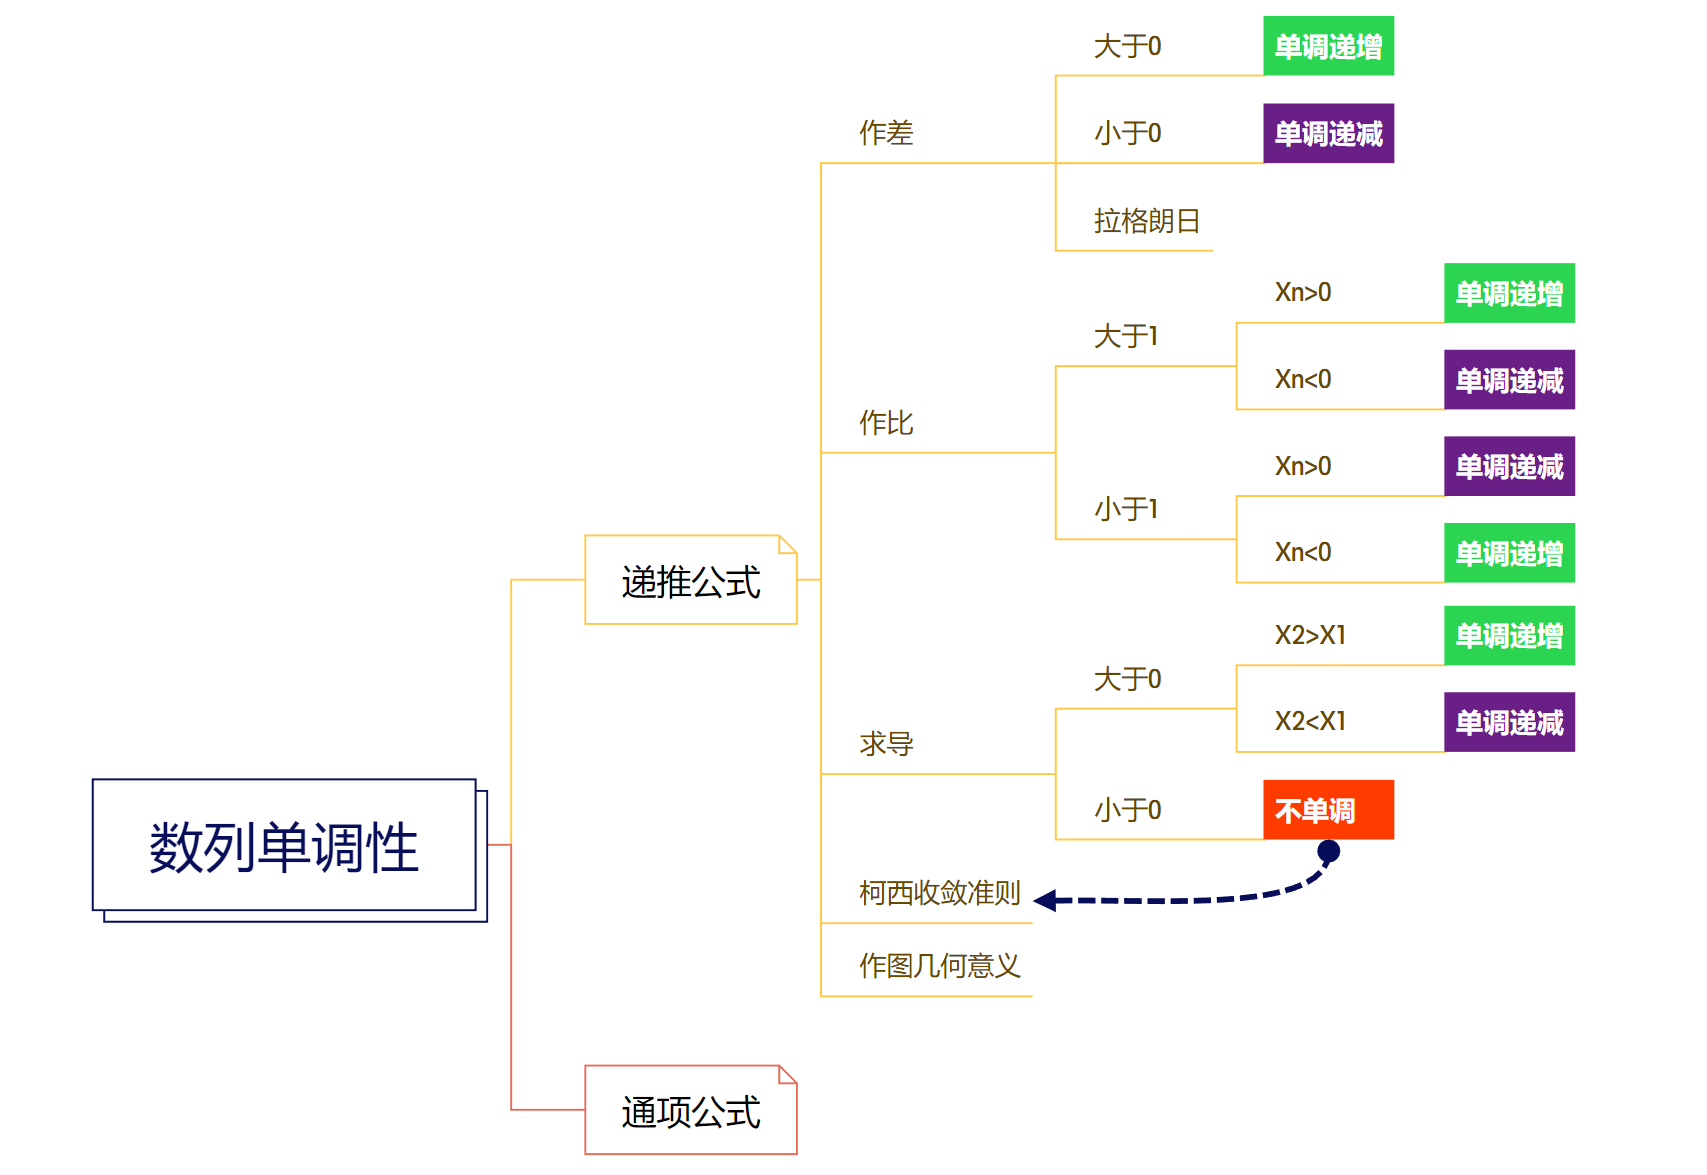 数列单调性
递推公式
作差
大于0
单调递增
小于0
单调递减
拉格朗日
作比
大于1
Xn>0
单调递增
Xn<0
单调递减
小于1
Xn>0
单调递减
Xn<0
单调递增
求导
大于0
X2>X1
单调递增
X2<X1
单调递减
小于0
不单调
柯西收敛准则
作图几何意义
通项公式